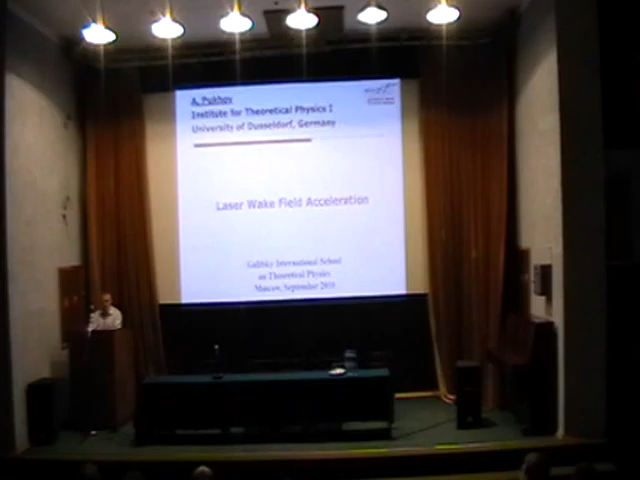 A. Pukhov
Institute for Theoretical Physics I
University of Dusseldorf, Germany
Laser Wake Field Acceleration
Galitsky International School
on Theoretical Physics
Moscow, September 2010